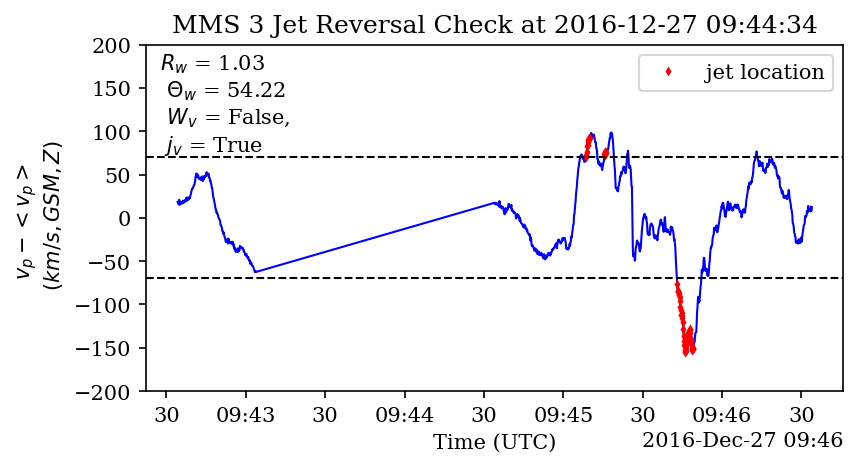 MMS 3 Jet Reversal Check at 2016-12-27 09:44:34
R_w = 1.03
Θ_w = 54.22
W_v = False,
j_v = True
jet location
200
150
100
50
0
−50
−100
−150
−200
v_p − < v_p >
(km/s, GSM, Z)
30 09:43 30 09:44 30 09:45 30 09:46 30
Time (UTC)
2016-Dec-27 09:46